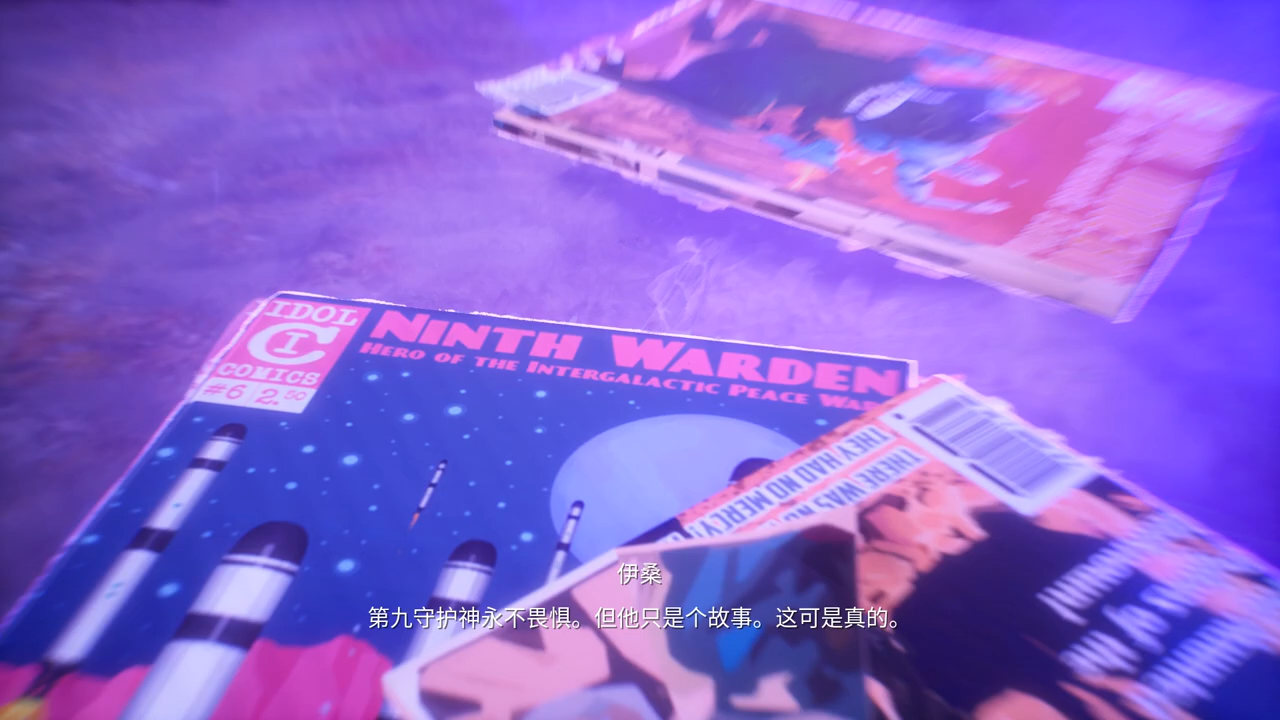 IDOL
C
I
COMICS
#6 2.50
NINTH WARDEN
HERO OF THE INTERGALACTIC PEACE WAR
THERE WAS NO
THEY HAD NO MERCY!
伊桑
第九守护神永不畏惧。但他只是个故事。这可是真的。